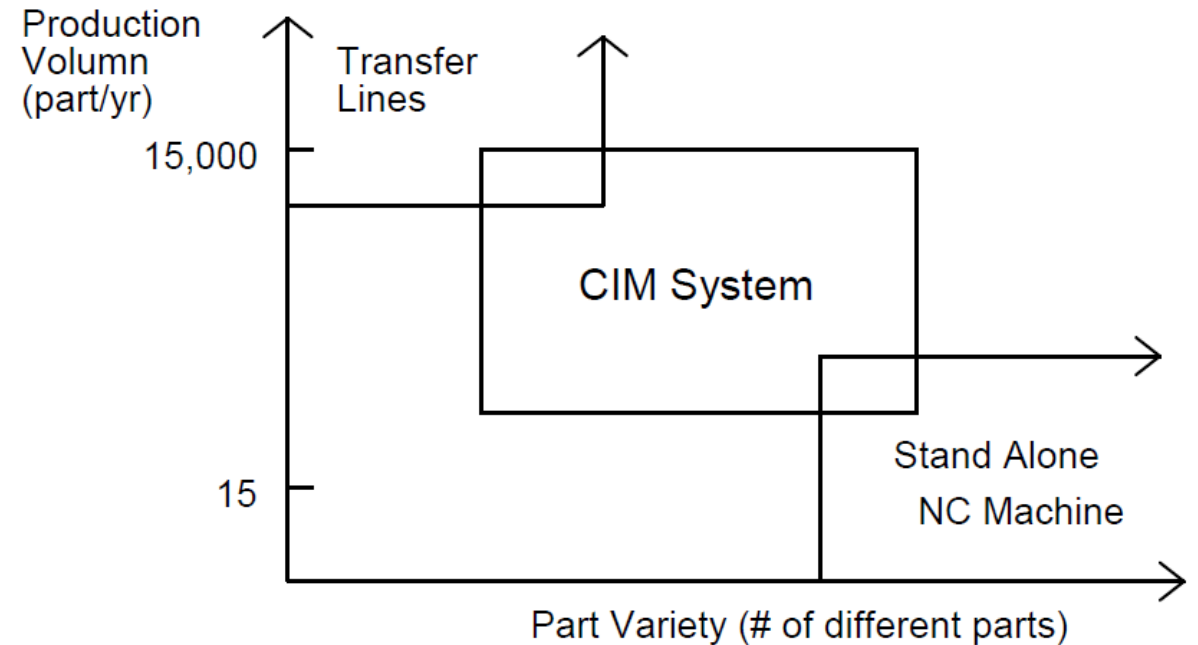 Production
Volumn
(part/yr)
Transfer
Lines
15,000
CIM System
Stand Alone
NC Machine
15
Part Variety (# of different parts)